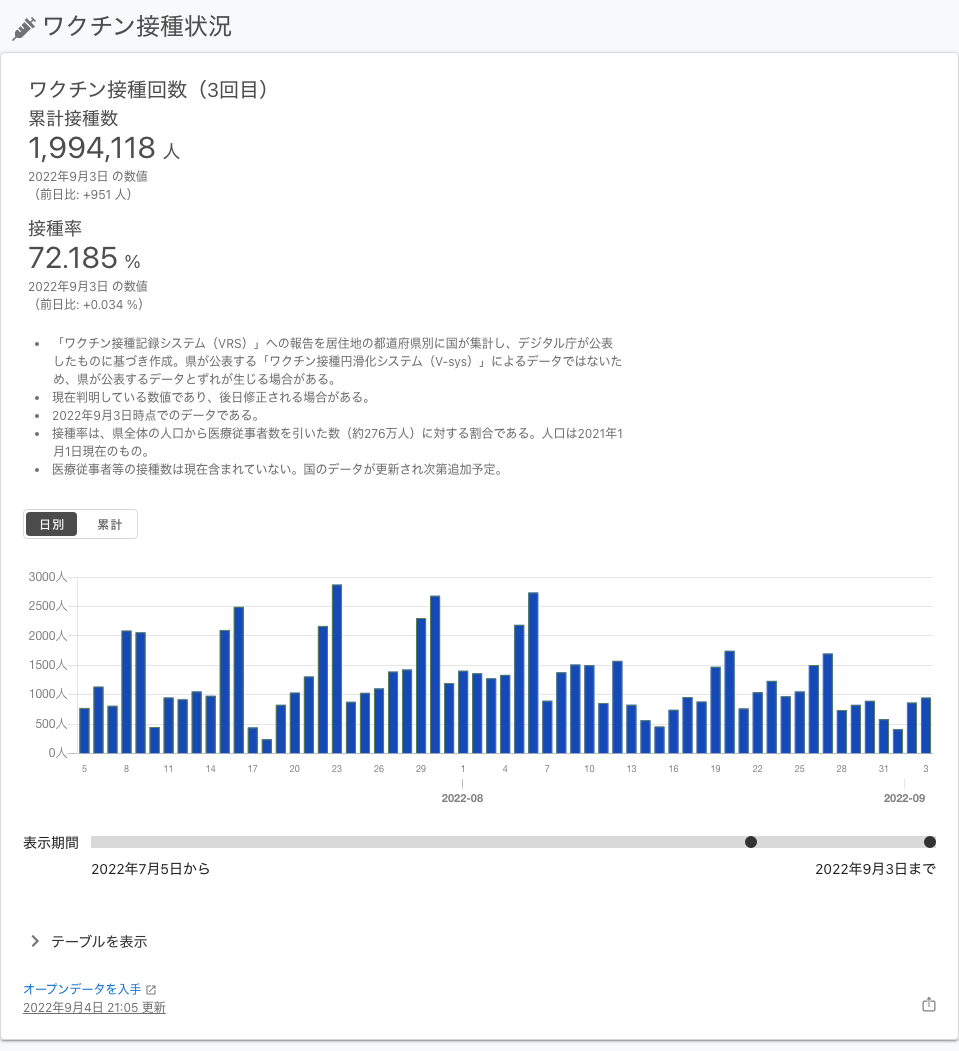 ワクチン接種状況
ワクチン接種回数（3回目）
累計接種数
1,994,118 人
2022年9月3日 の数値
（前日比: +951 人）
接種率
72.185 %
2022年9月3日 の数値
（前日比: +0.034 %）
• 「ワクチン接種記録システム（VRS）」への報告を居住地の都道府県別に国が集計し、デジタル庁が公表
したものに基づき作成。県が公表する「ワクチン接種円滑化システム（V-sys）」によるデータではないた
め、県が公表するデータとずれが生じる場合がある。
• 現在判明している数値であり、後日修正される場合がある。
• 2022年9月3日時点でのデータである。
• 接種率は、県全体の人口から医療従事者数を引いた数（約276万人）に対する割合である。人口は2021年1
月1日現在のもの。
• 医療従事者等の接種数は現在含まれていない。国のデータが更新され次第追加予定。
日別 累計
3000人
2500人
2000人
1500人
1000人
500人
0人
5 8 11 14 17 20 23 26 29 1 4 7 10 13 16 19 22 25 28 31 3
2022-08 2022-09
表示期間
2022年7月5日から 2022年9月3日まで
テーブルを表示
オープンデータを入手
2022年9月4日 21:05 更新